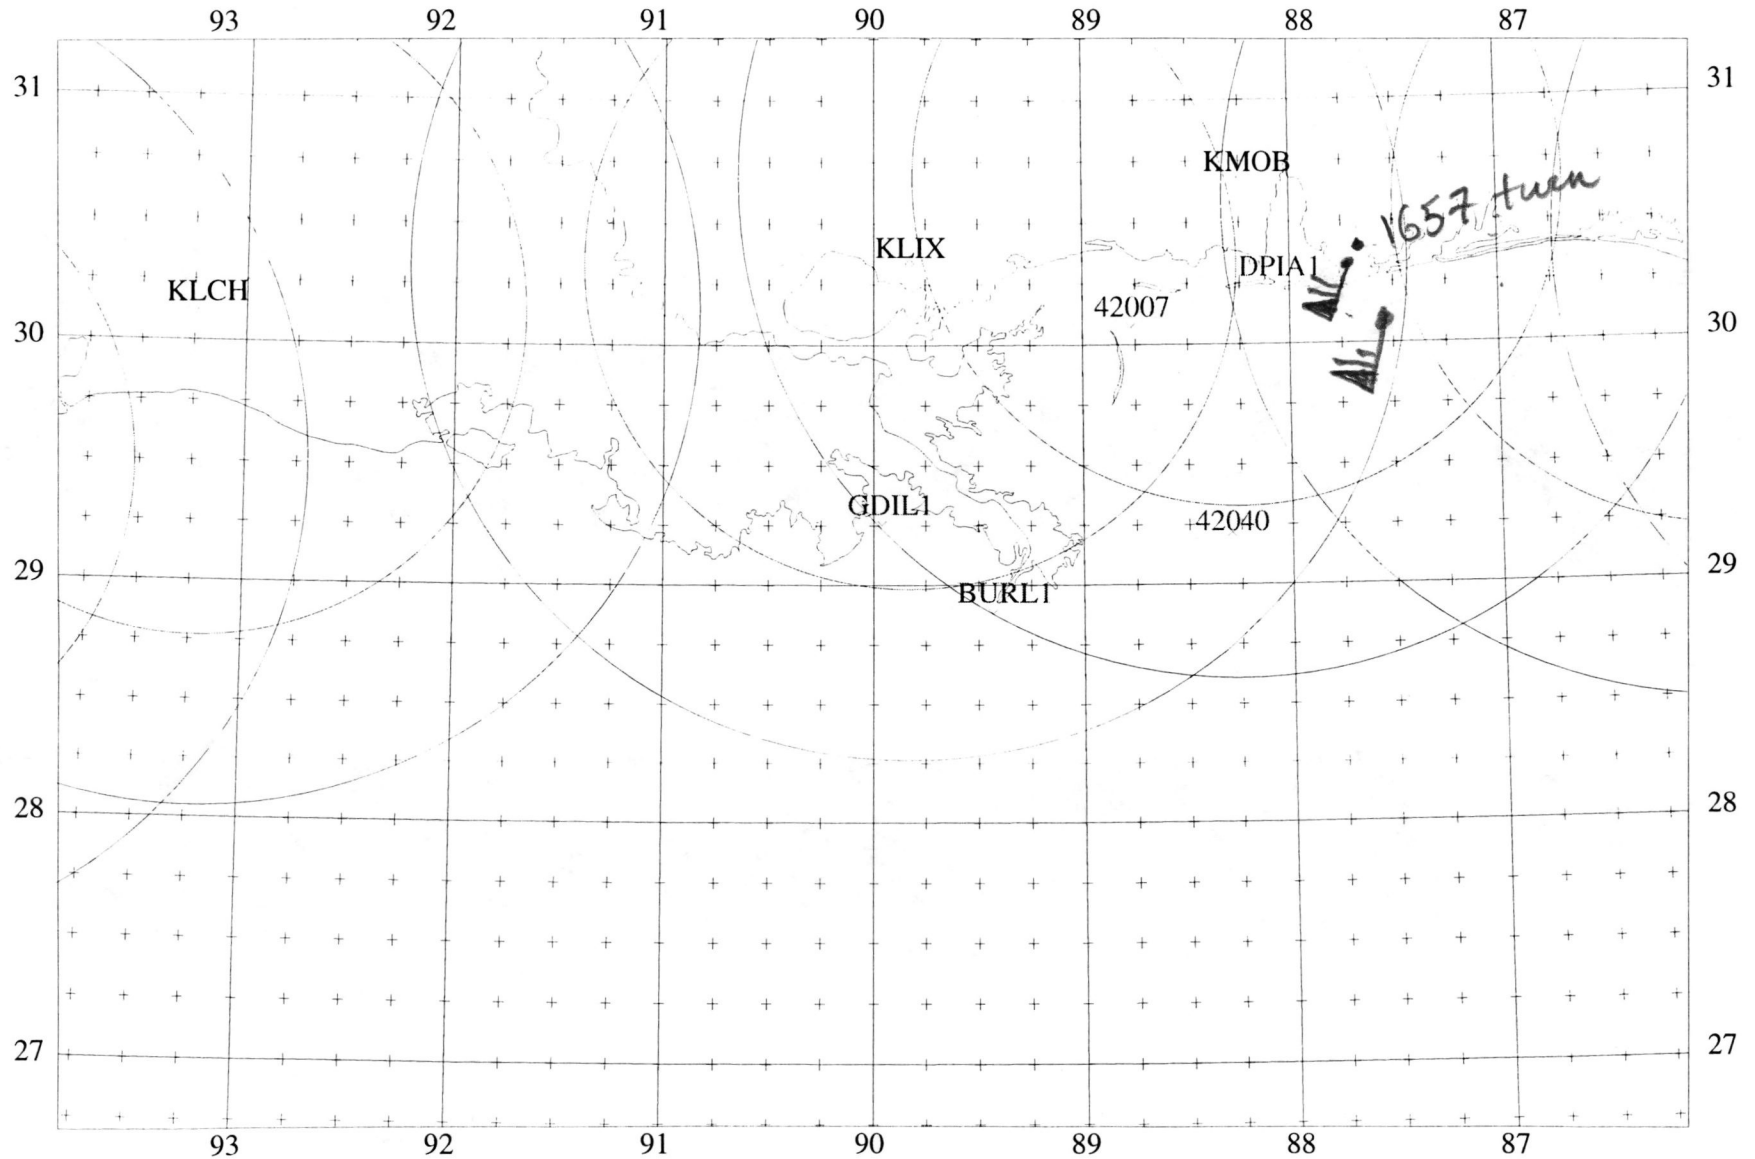 93 92 91 90 89 88 87
31 31
KMOB
1657 turn
KLIX
DPIA1
KLCH
42007
30 30
GDIL1
42040
29 29
BURL1
28 28
27 27
93 92 91 90 89 88 87